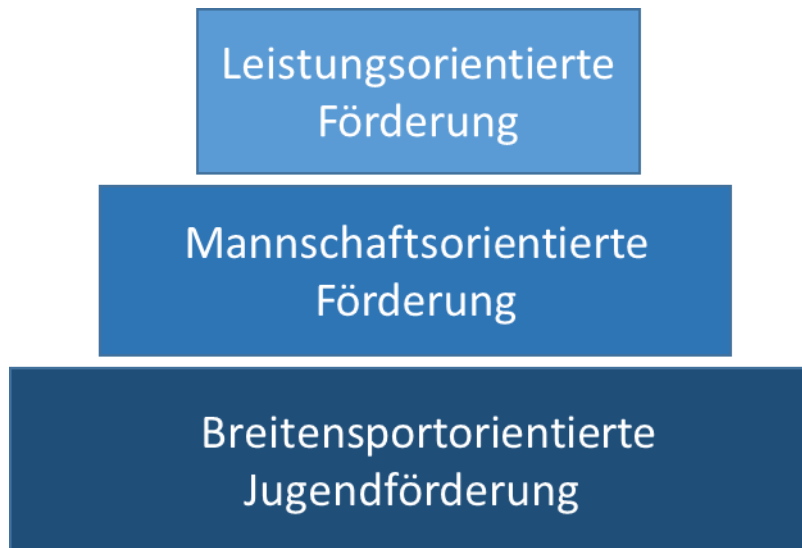 Leistungsorientierte
Förderung
Mannschaftsorientierte
Förderung
Breitensportorientierte
Jugendförderung